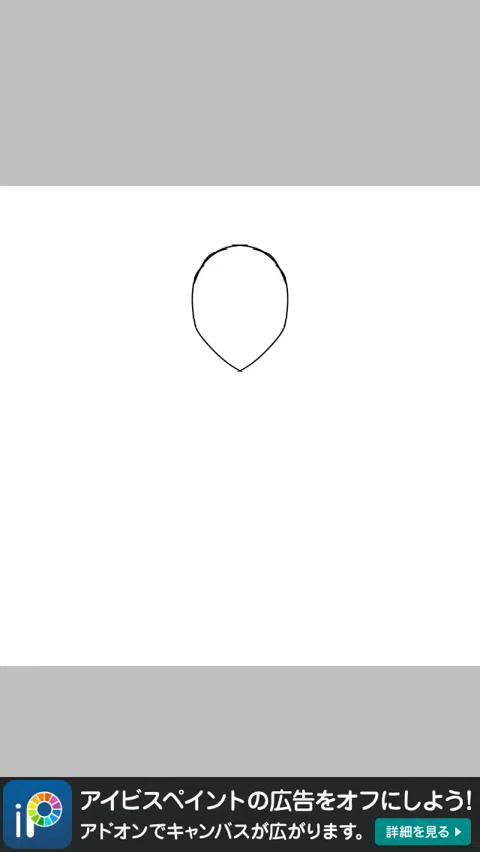 iP
アイビスペイントの広告をオフにしよう!
アドオンでキャンバスが広がります。
詳細を見る